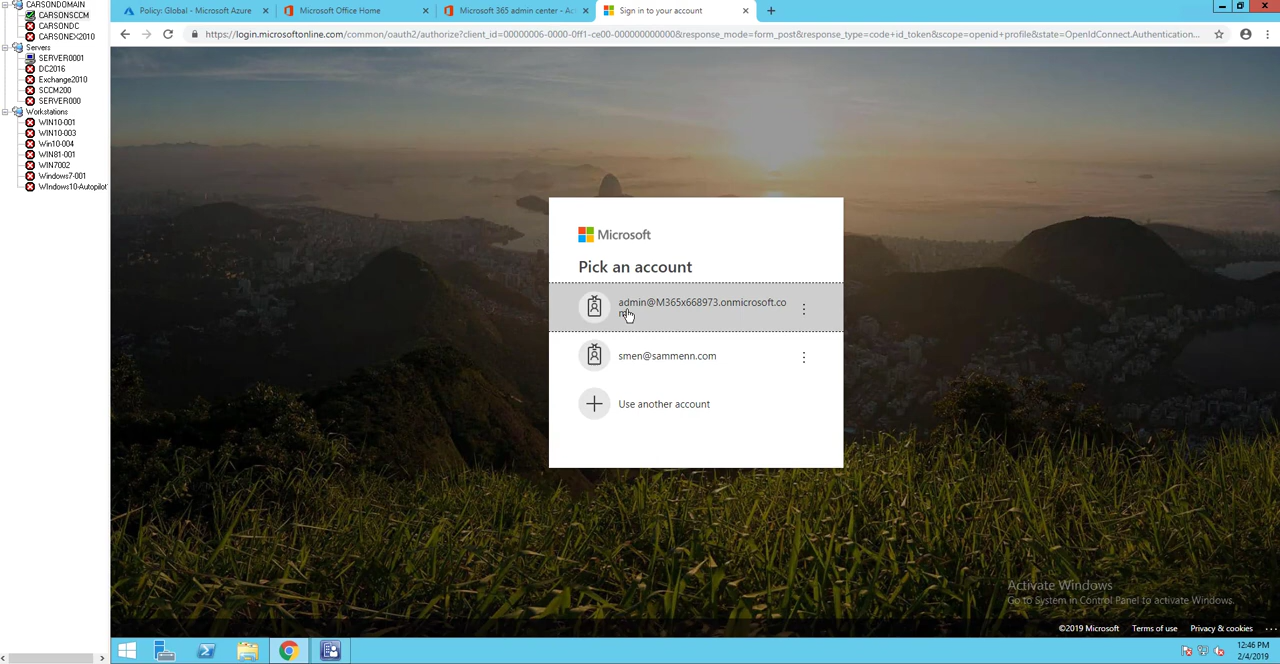 CARSONDOMAIN
CARSONSCCM
CARSONDC
CARSONEX2010
Servers
SERVER0001
DC2016
Exchange2010
SCCM200
SERVER000
Workstations
WIN10-001
WIN10-003
Win10-004
WIN81-001
WIN7002
Windows7-001
WIndows10-Autopilot
Policy: Global - Microsoft Azure
Microsoft Office Home
Microsoft 365 admin center - Ac
Sign in to your account
https://login.microsoftonline.com/common/oauth2/authorize?client_id=00000006-0000-0ff1-ce00-000000000000&response_mode=form_post&response_type=code+id_token&scope=openid+profile&state=OpenIdConnect.Authentication...
Microsoft
Pick an account
admin@M365x668973.onmicrosoft.co
m
smen@sammenn.com
Use another account
Activate Windows
Go to System in Control Panel to activate Windows.
©2019 Microsoft Terms of use Privacy & cookies ...
12:46 PM
2/4/2019